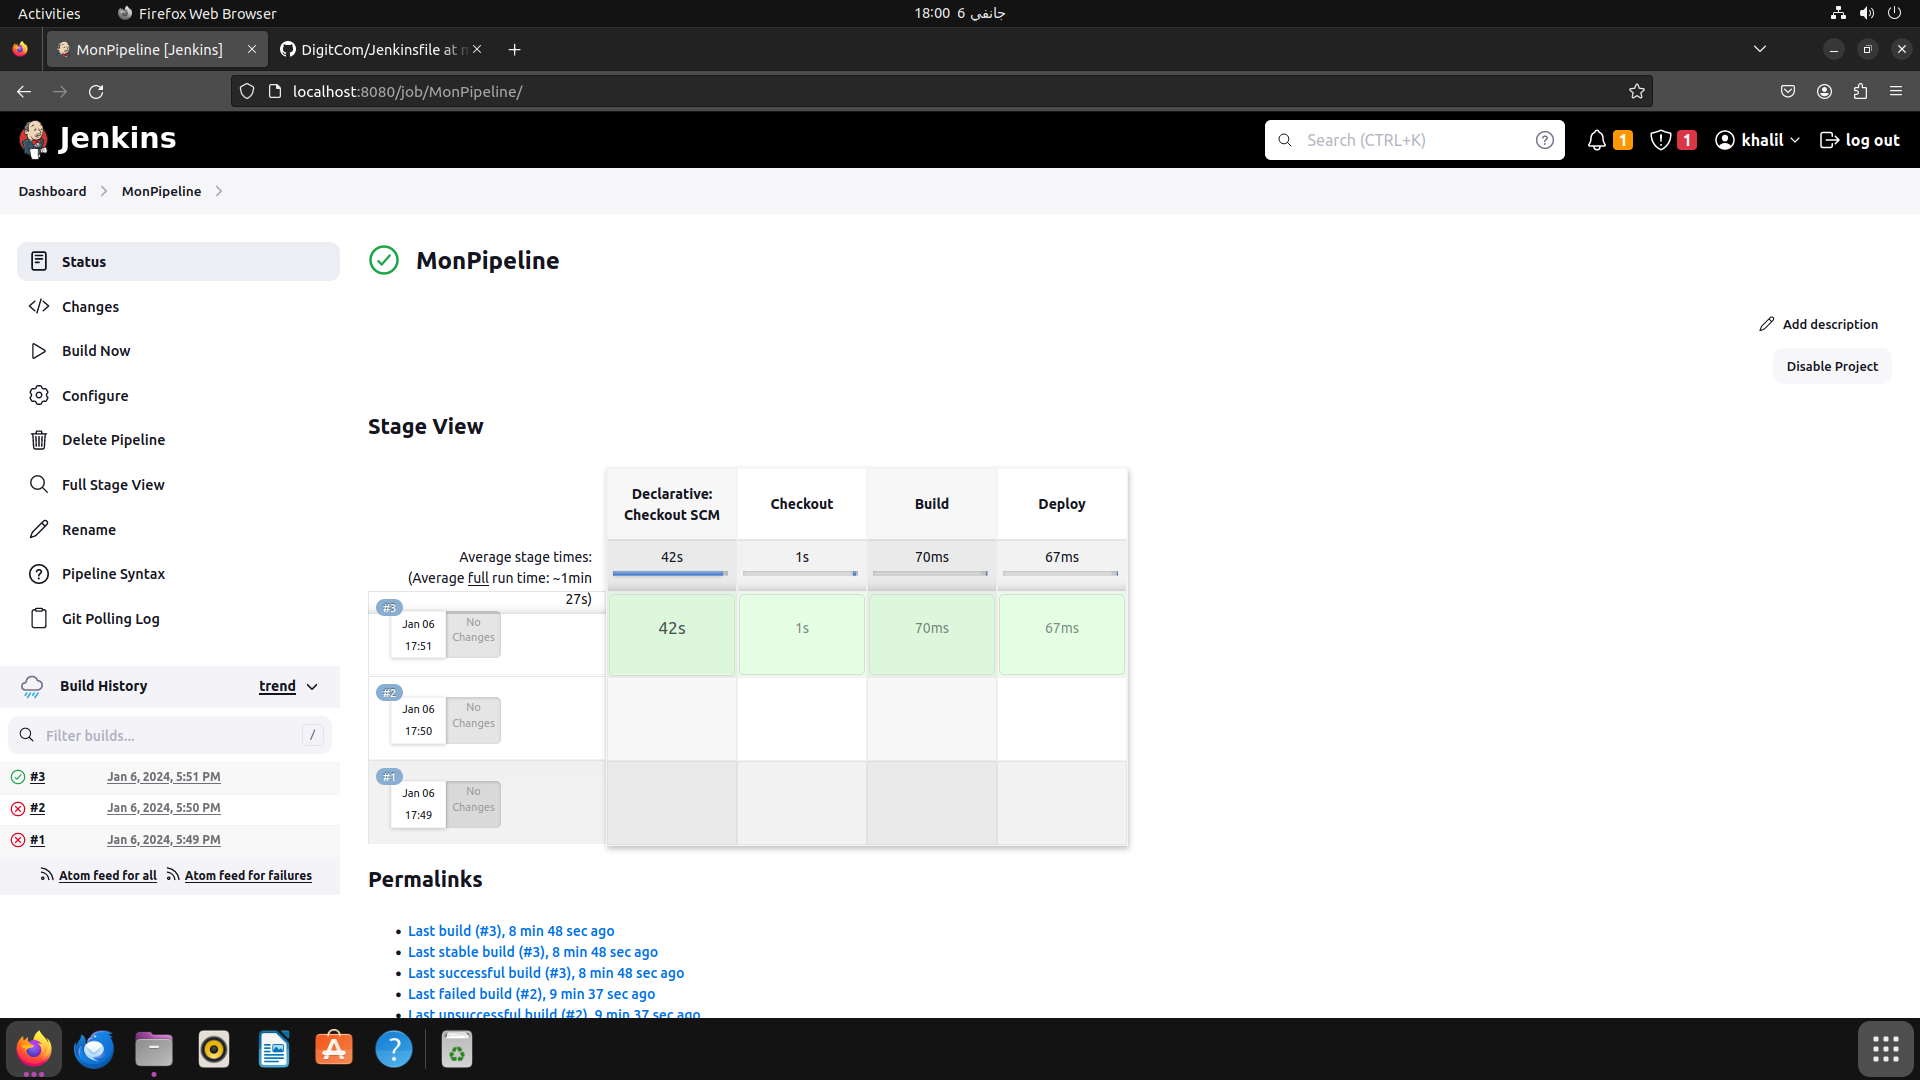 Activities
Firefox Web Browser
18:00 6 جانفي
MonPipeline [Jenkins]
DigitCom/Jenkinsfile at
localhost:8080/job/MonPipeline/
Jenkins
Search (CTRL+K)
1
1
khalil
log out
Dashboard
MonPipeline
Status
Changes
Build Now
Configure
Delete Pipeline
Full Stage View
Rename
Pipeline Syntax
Git Polling Log
Build History
trend
Filter builds...
/
#3 Jan 6, 2024, 5:51 PM
#2 Jan 6, 2024, 5:50 PM
#1 Jan 6, 2024, 5:49 PM
Atom feed for all
Atom feed for failures
MonPipeline
Add description
Disable Project
Stage View
Declarative:
Checkout SCM
Checkout
Build
Deploy
Average stage times:
(Average full run time: ~1min
27s)
42s
1s
70ms
67ms
#3
Jan 06
17:51
No
Changes
42s
1s
70ms
67ms
#2
Jan 06
17:50
No
Changes
#1
Jan 06
17:49
No
Changes
Permalinks
Last build (#3), 8 min 48 sec ago
Last stable build (#3), 8 min 48 sec ago
Last successful build (#3), 8 min 48 sec ago
Last failed build (#2), 9 min 37 sec ago
Last unsuccessful build (#2), 9 min 37 sec ago